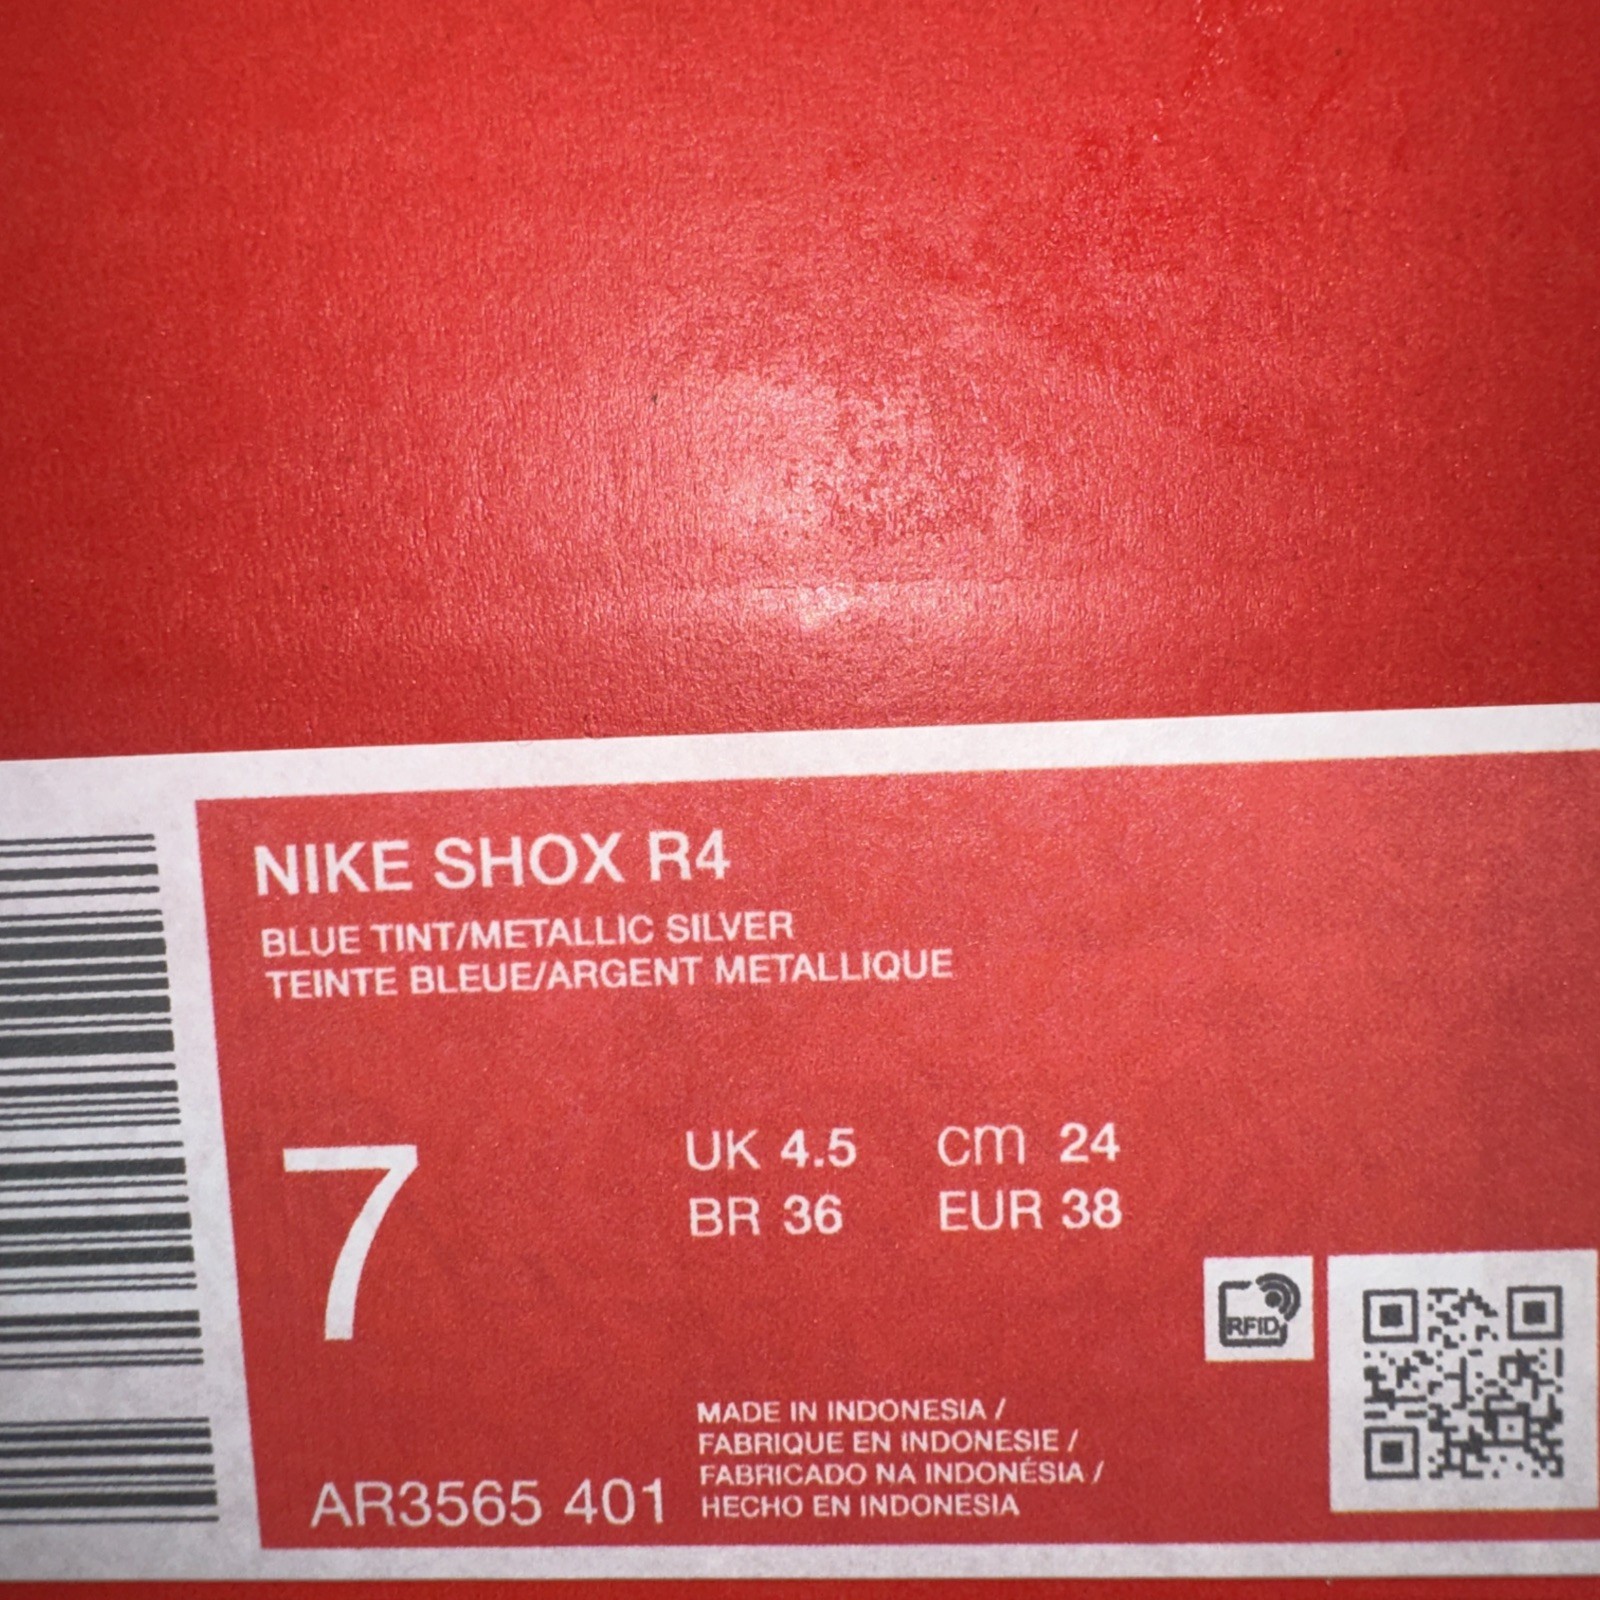 NIKE SHOX R4
BLUE TINT/METALLIC SILVER
TEINTE BLEUE/ARGENT METALLIQUE
7
UK 4.5 cm 24
BR 36 EUR 38
RFID
MADE IN INDONESIA /
FABRIQUE EN INDONESIE /
FABRICADO NA INDONÉSIA /
HECHO EN INDONESIA
AR3565 401